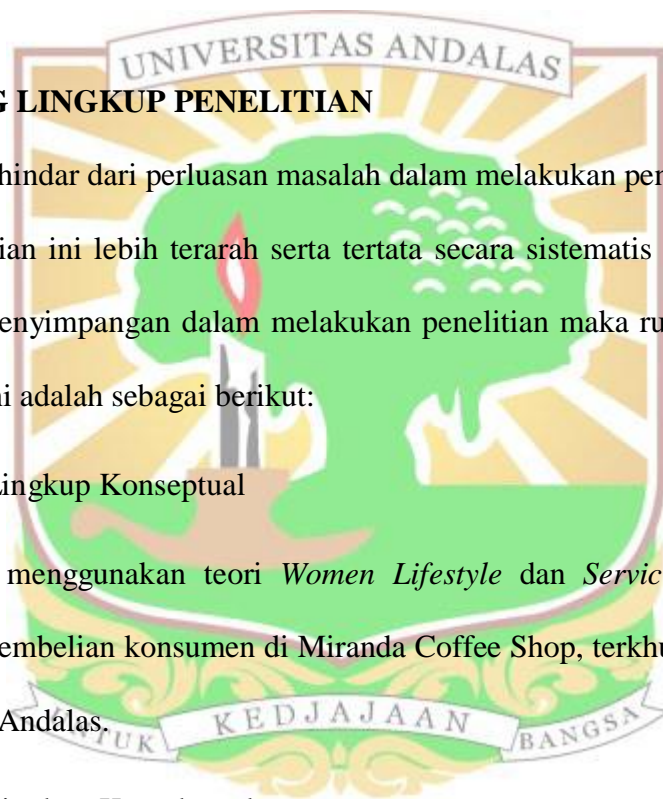 UNIVERSITAS ANDALAS
G LINGKUP PENELITIAN
hindar dari perluasan masalah dalam melakukan pen
ian ini lebih terarah serta tertata secara sistematis
enyimpangan dalam melakukan penelitian maka ru
ni adalah sebagai berikut:
Lingkup Konseptual
menggunakan teori Women Lifestyle dan Servic
embelian konsumen di Miranda Coffee Shop, terkhu
Andalas.
UNTUK KEDJAJAAN BANGSA